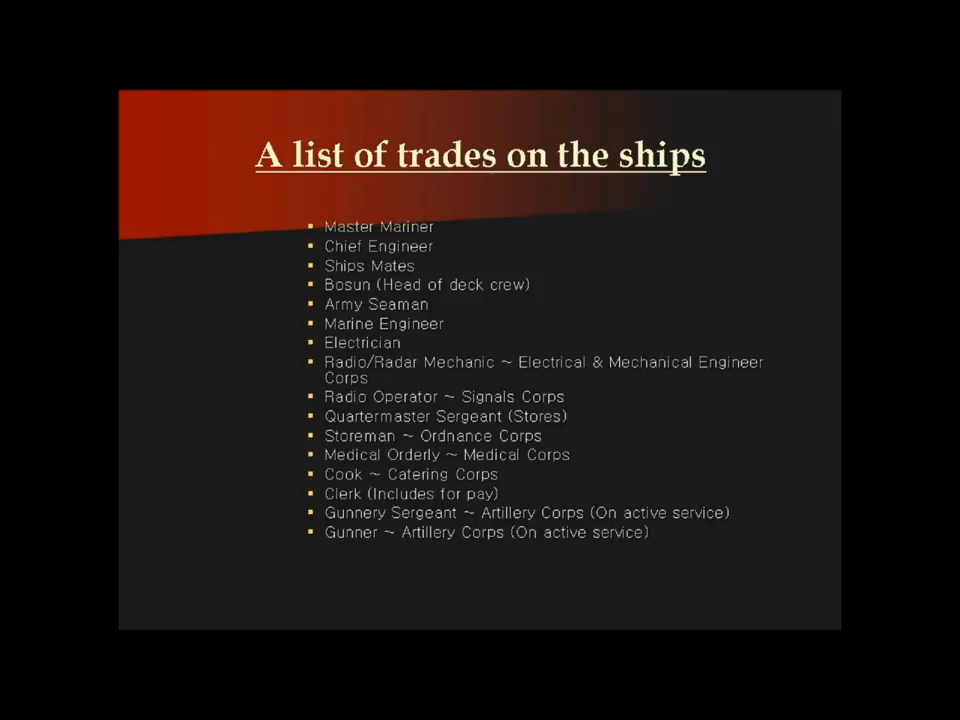 A list of trades on the ships
▪ Master Mariner
▪ Chief Engineer
▪ Ships Mates
▪ Bosun (Head of deck crew)
▪ Army Seaman
▪ Marine Engineer
▪ Electrician
▪ Radio/Radar Mechanic ~ Electrical & Mechanical Engineer
Corps
▪ Radio Operator ~ Signals Corps
▪ Quartermaster Sergeant (Stores)
▪ Storeman ~ Ordnance Corps
▪ Medical Orderly ~ Medical Corps
▪ Cook ~ Catering Corps
▪ Clerk (Includes for pay)
▪ Gunnery Sergeant ~ Artillery Corps (On active service)
▪ Gunner ~ Artillery Corps (On active service)